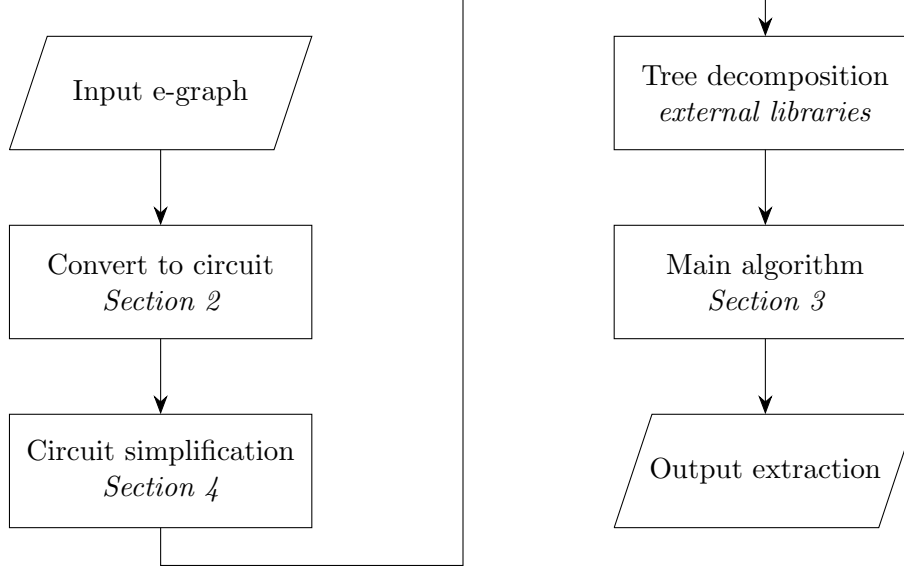 Input e-graph
Convert to circuit
Section 2
Circuit simplification
Section 4
Tree decomposition
external libraries
Main algorithm
Section 3
Output extraction